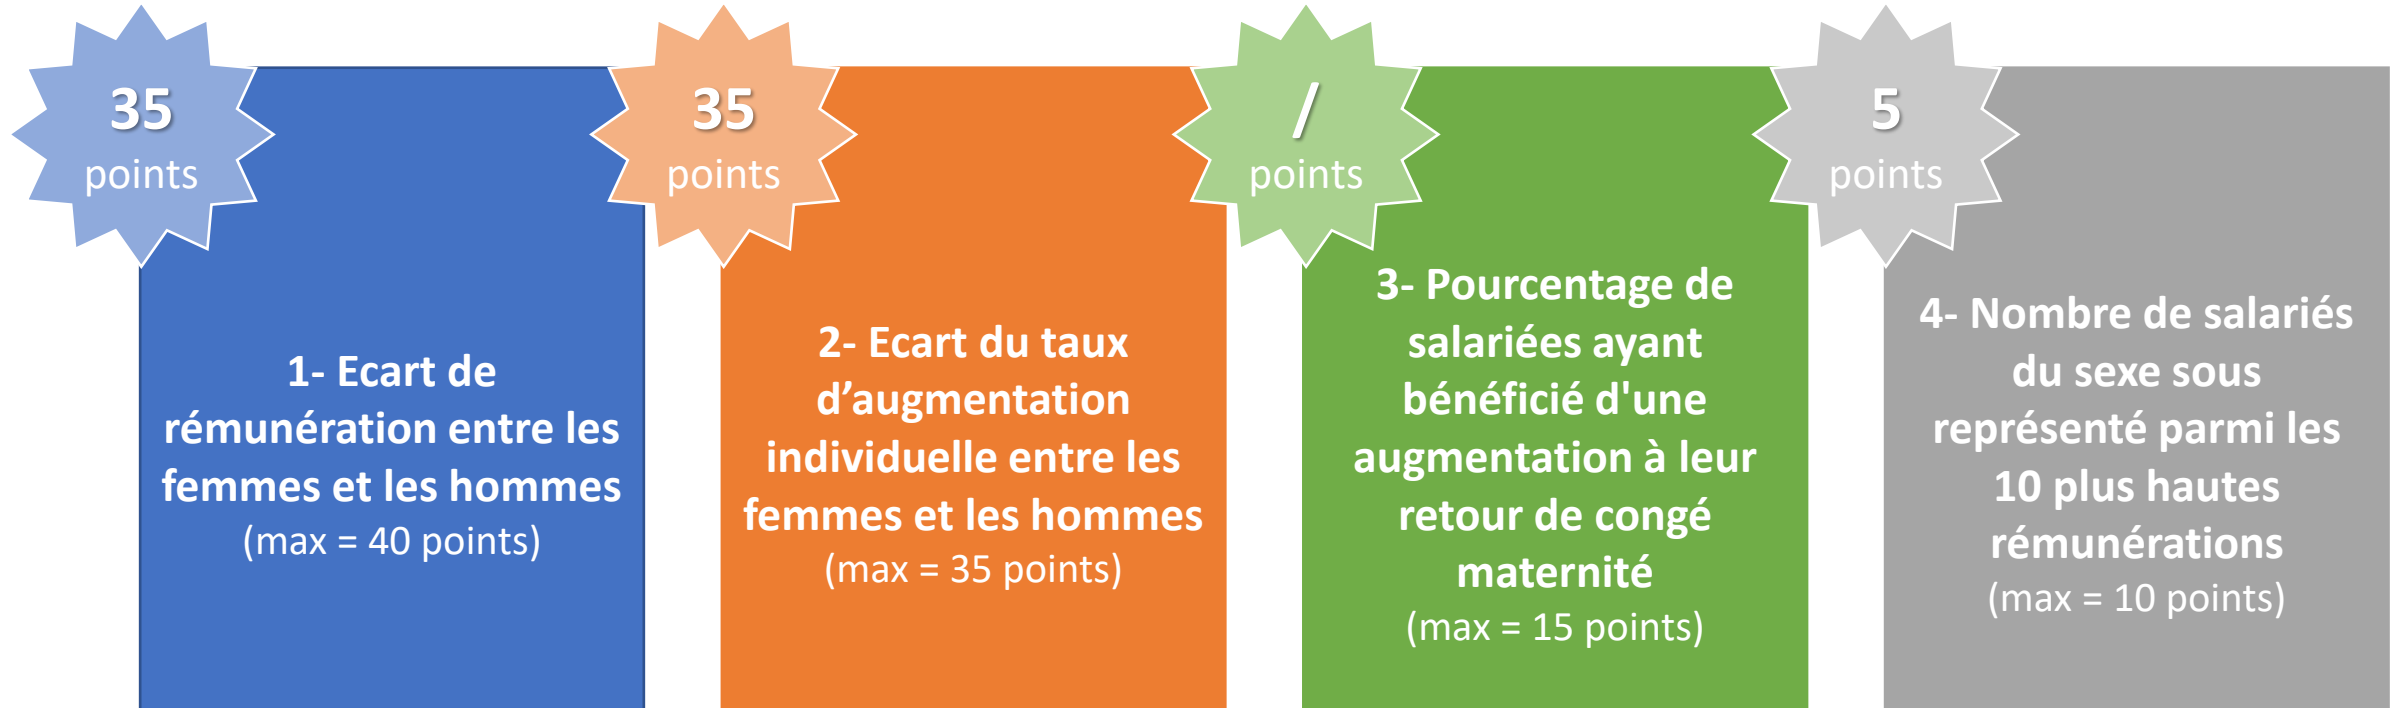 35
points
1- Ecart de
rémunération entre les
femmes et les hommes
(max = 40 points)
35
points
2- Ecart du taux
d’augmentation
individuelle entre les
femmes et les hommes
(max = 35 points)
/
points
3- Pourcentage de
salariées ayant
bénéficié d'une
augmentation à leur
retour de congé
maternité
(max = 15 points)
5
points
4- Nombre de salariés
du sexe sous
représenté parmi les
10 plus hautes
rémunérations
(max = 10 points)